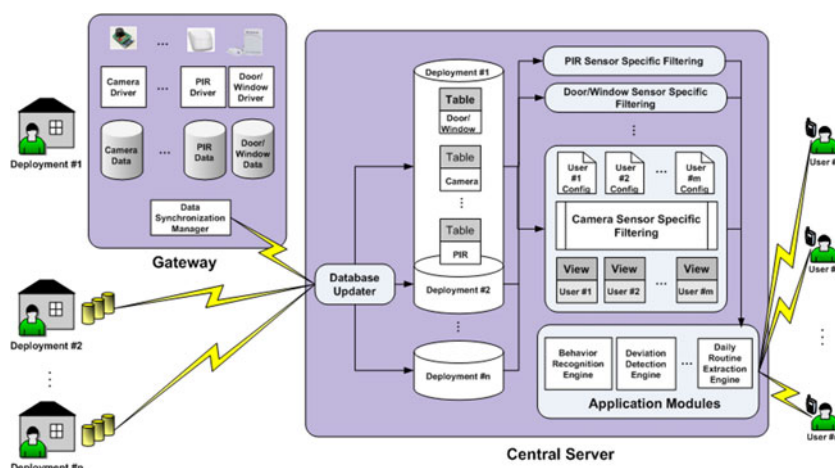 Camera
Driver
...
PIR
Driver
Door/
Window
Driver
Camera
Data
...
PIR
Data
Door/
Window
Data
Data
Synchronization
Manager
Gateway
Deployment #1
Deployment #2
Deployment #n
Database
Updater
Deployment #1
Table
Door/
Window
Table
Camera
Table
PIR
Deployment #2
Deployment #n
PIR Sensor Specific Filtering
Door/Window Sensor Specific
Filtering
User
#1
Config
User
#2
Config
...
User
#m
Config
Camera Sensor Specific
Filtering
View
User #1
View
User #2
...
View
User #m
Behavior
Recognition
Engine
Deviation
Detection
Engine
...
Daily
Routine
Extraction
Engine
Application Modules
Central Server
User #
User #
User #